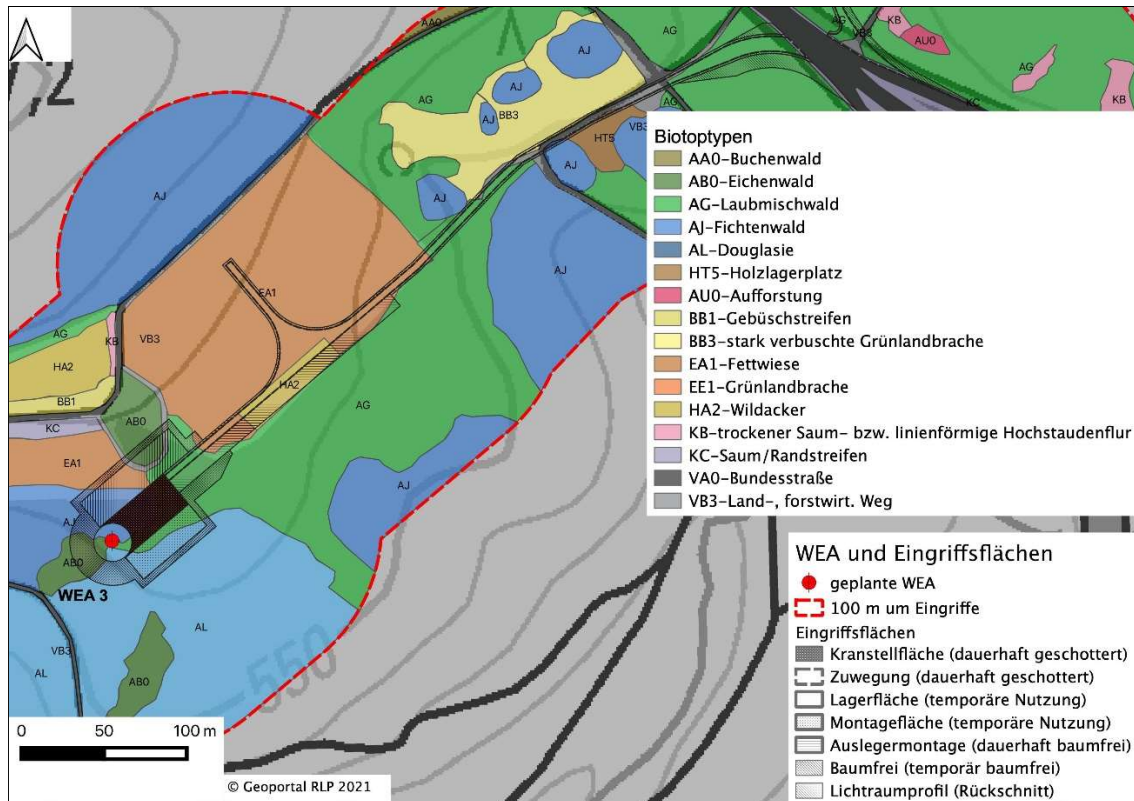 AA0
AG
AJ
AG
VB3
KB
AU0
AG
KB
KC
7,2
AJ
AG
AJ
BB3
AG
HT5
VB3
AJ
AJ
AJ
AJ
EA1
AG
KB
VB3
HA2
BB1
KC
AB0
HA2
AG
EA1
AJ
AJ
AB0
WEA 3
AL
VB3
AL
AB0
550
0 50 100 m
© Geoportal RLP 2021
Biotoptypen
AA0-Buchenwald
AB0-Eichenwald
AG-Laubmischwald
AJ-Fichtenwald
AL-Douglasie
HT5-Holzlagerplatz
AU0-Aufforstung
BB1-Gebüschstreifen
BB3-stark verbuschte Grünlandbrache
EA1-Fettwiese
EE1-Grünlandbrache
HA2-Wildacker
KB-trockener Saum- bzw. linienförmige Hochstaudenflur
KC-Saum/Randstreifen
VA0-Bundesstraße
VB3-Land-, forstwirt. Weg
WEA und Eingriffsflächen
geplante WEA
100 m um Eingriffe
Eingriffsflächen
Kranstellfläche (dauerhaft geschottert)
Zuwegung (dauerhaft geschottert)
Lagerfläche (temporäre Nutzung)
Montagefläche (temporäre Nutzung)
Auslegermontage (dauerhaft baumfrei)
Baumfrei (temporär baumfrei)
Lichtraumprofil (Rückschnitt)